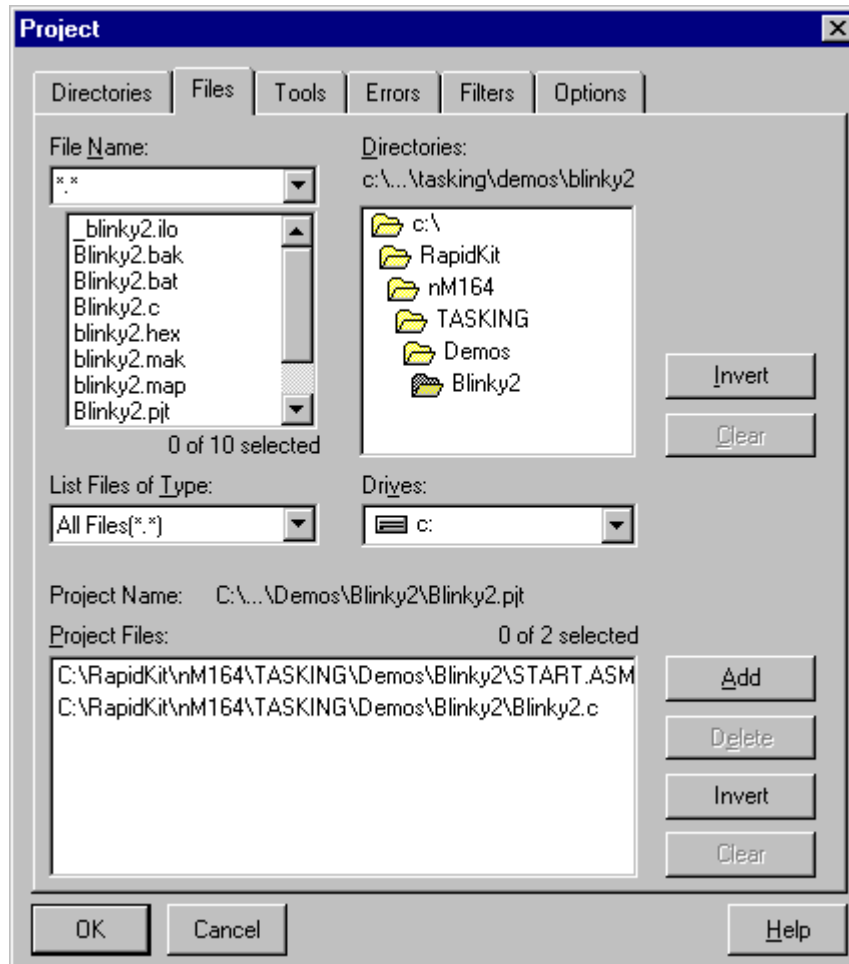 Project
Directories Files Tools Errors Filters Options
File Name:
*.*
_blinky2.ilo
Blinky2.bak
Blinky2.bat
Blinky2.c
blinky2.hex
blinky2.mak
blinky2.map
Blinky2.pjt
0 of 10 selected
Directories:
c:\...\tasking\demos\blinky2
c:\
RapidKit
nM164
TASKING
Demos
Blinky2
Invert
Clear
List Files of Type:
All Files(*.*)
Drives:
c:
Project Name: C:\...\Demos\Blinky2\Blinky2.pjt
Project Files: 0 of 2 selected
C:\RapidKit\nM164\TASKING\Demos\Blinky2\START.ASM
C:\RapidKit\nM164\TASKING\Demos\Blinky2\Blinky2.c
Add
Delete
Invert
Clear
OK Cancel Help